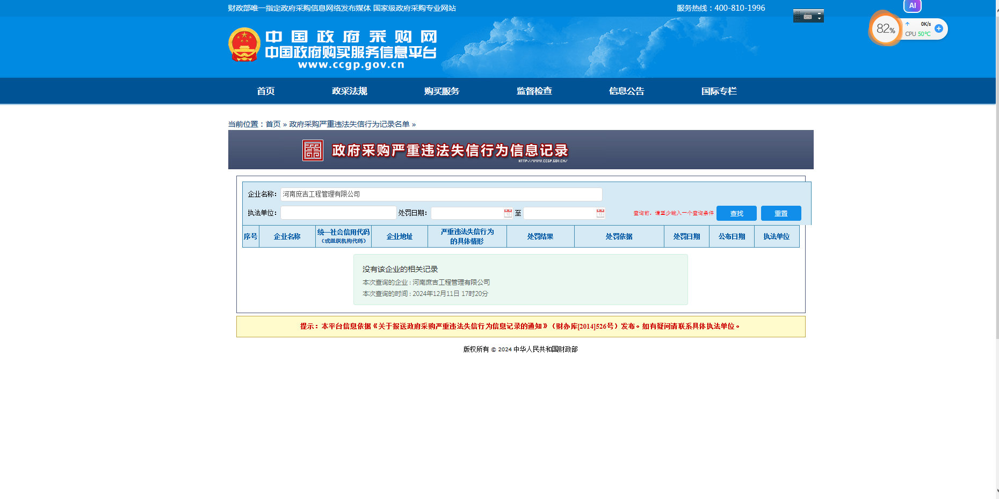 财政部唯一指定政府采购信息网络发布媒体 国家级政府采购专业网站
服务热线：400-810-1996
AI
82%
0K/s
CPU 50℃
中国政府采购网
中国政府购买服务信息平台
www.ccgp.gov.cn
首页 政采法规 购买服务 监督检查 信息公告 国际专栏
当前位置：首页 » 政府采购严重违法失信行为记录名单 »
政府采购严重违法失信行为信息记录
HTTP://WWW.CCGP.GOV.CN/
企业名称： 河南庶吉工程管理有限公司
执法单位： 处罚日期： 至 查询前，请至少输入一个查询条件 查找 重置
序号 企业名称 统一社会信用代码 （或组织机构代码） 企业地址 严重违法失信行为 的具体情形 处罚结果 处罚依据 处罚日期 公布日期 执法单位
没有该企业的相关记录
本次查询的企业 : 河南庶吉工程管理有限公司
本次查询的时间 : 2024年12月11日 17时20分
提示：本平台信息依据《关于报送政府采购严重违法失信行为信息记录的通知》（财办库[2014]526号）发布。如有疑问请联系具体执法单位。
版权所有 © 2024 中华人民共和国财政部